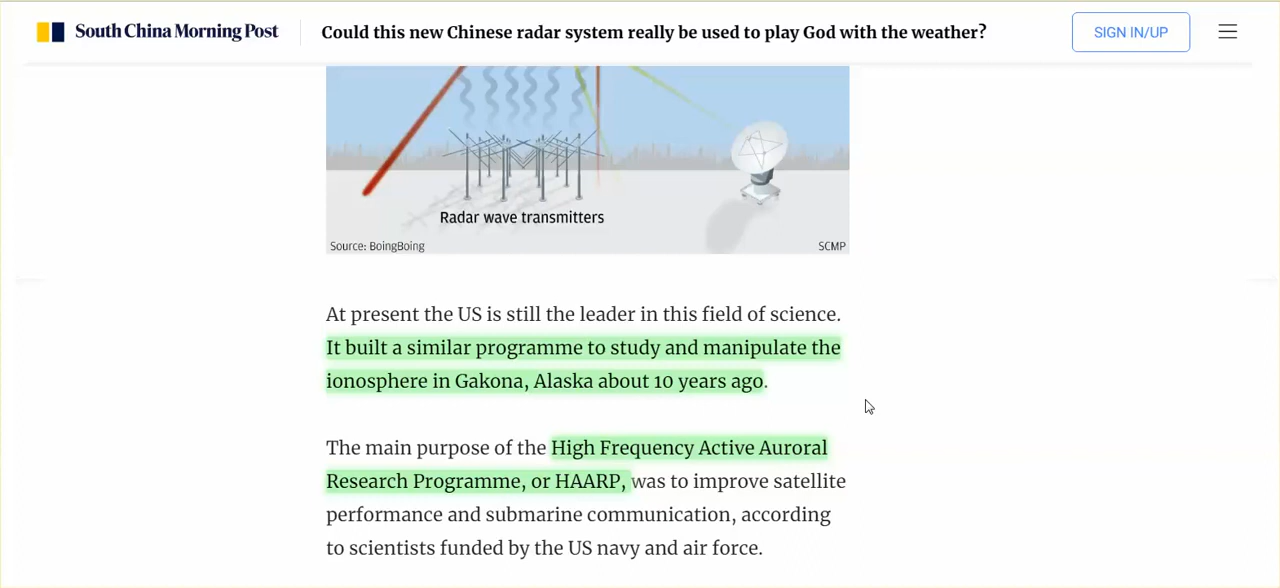 South China Morning Post
Could this new Chinese radar system really be used to play God with the weather?
SIGN IN/UP
Radar wave transmitters
Source: BoingBoing
SCMP
At present the US is still the leader in this field of science.
It built a similar programme to study and manipulate the
ionosphere in Gakona, Alaska about 10 years ago.
The main purpose of the High Frequency Active Auroral
Research Programme, or HAARP, was to improve satellite
performance and submarine communication, according
to scientists funded by the US navy and air force.